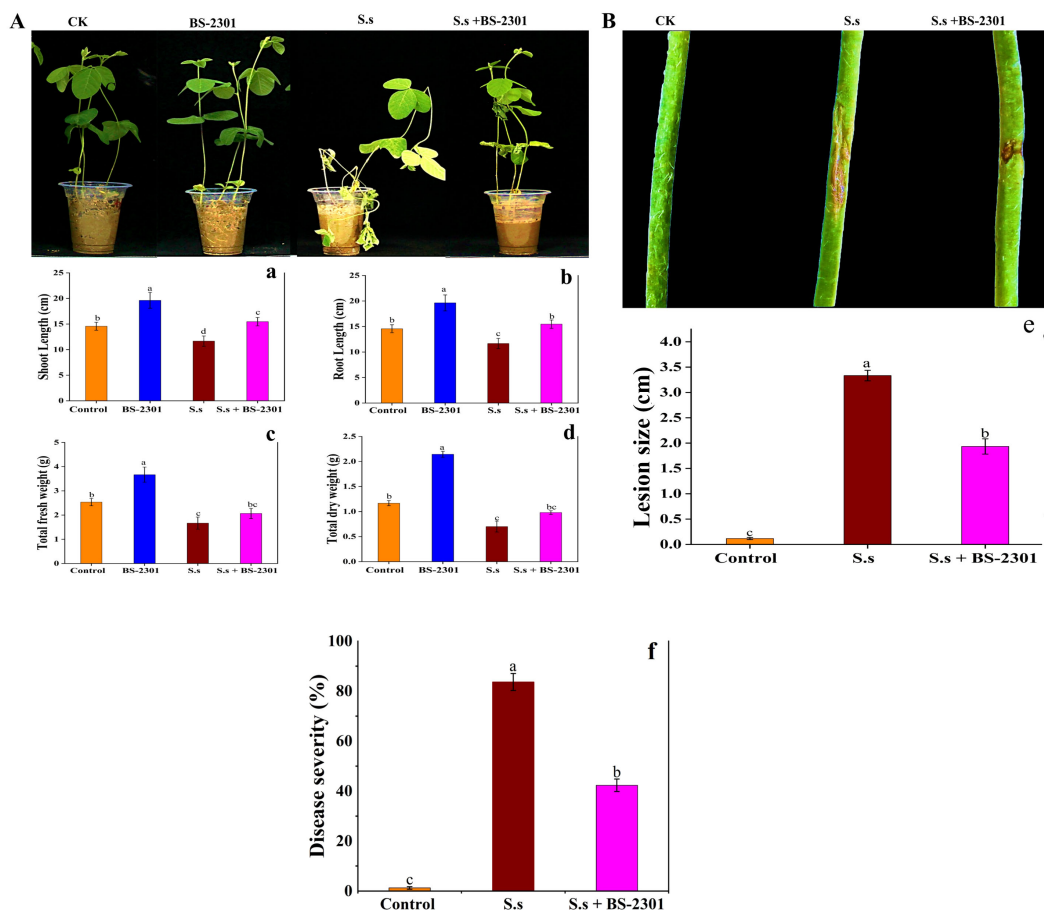 A
CK
BS-2301
S.s
S.s +BS-2301
B
CK
S.s
S.s +BS-2301
a
Shoot Length (cm)
25
20
15
10
5
0
a
b
c
d
Control
BS-2301
S.s
S.s + BS-2301
b
Root Length (cm)
25
20
15
10
5
0
a
b
b
c
Control
BS-2301
S.s
S.s + BS-2301
c
Total fresh weight (g)
5
4
3
2
1
0
a
b
bc
c
Control
BS-2301
S.s
S.s + BS-2301
d
Total dry weight (g)
2.5
2.0
1.5
1.0
0.5
0.0
a
b
bc
c
Control
BS-2301
S.s
S.s + BS-2301
e
Lesion size (cm)
3.5
3.0
2.5
2.0
1.5
1.0
0.5
0.0
a
b
c
Control
S.s
S.s + BS-2301
f
Disease severity (%)
100
80
60
40
20
0
a
b
c
Control
S.s
S.s + BS-2301